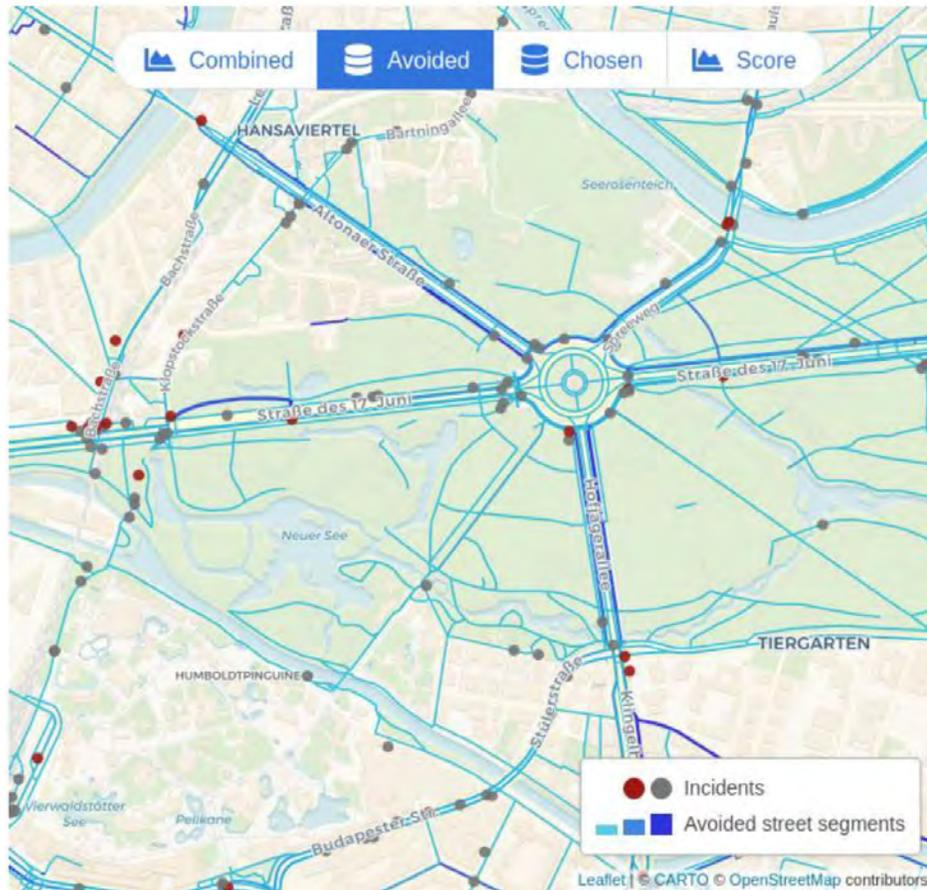 Combined
Avoided
Chosen
Score
HANSAVIERTEL
Bartningallee
Seerosenteich
Altonaer Straße
Bachstraße
Klopstockstraße
Spreeweg
Straße des 17. Juni
Straße des 17. Juni
Bachstraße
Hofjägerallee
Neuer See
TIERGARTEN
HUMBOLDTPINGUINE
Stülerstraße
Klingelh
Incidents
Avoided street segments
Vierwaldstätter
See
Pelikane
Budapester Str.
Leaflet | © CARTO © OpenStreetMap contributors